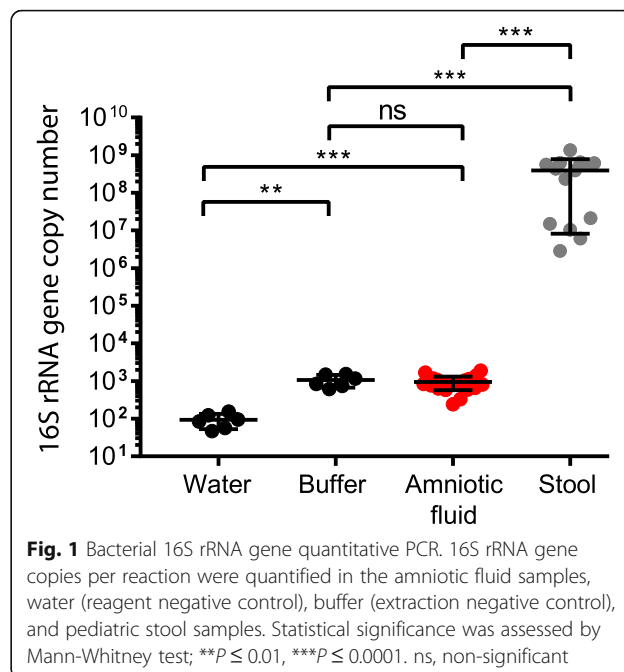 ***
***
ns
***
**
16S rRNA gene copy number
10^10
10^9
10^8
10^7
10^6
10^5
10^4
10^3
10^2
10^1
Water Buffer Amniotic fluid Stool
Fig. 1 Bacterial 16S rRNA gene quantitative PCR. 16S rRNA gene
copies per reaction were quantified in the amniotic fluid samples,
water (reagent negative control), buffer (extraction negative control),
and pediatric stool samples. Statistical significance was assessed by
Mann-Whitney test; **P ≤ 0.01, ***P ≤ 0.0001. ns, non-significant